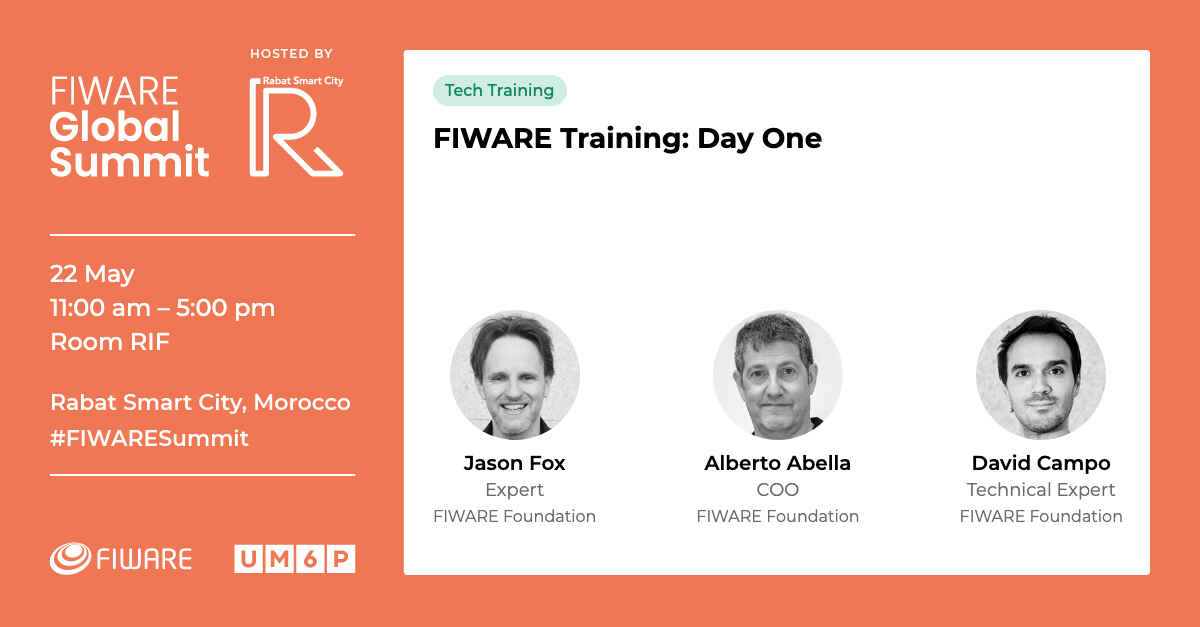 HOSTED BY
FIWARE
Global
Summit
Rabat Smart City
R
22 May
11:00 am – 5:00 pm
Room RIF
Rabat Smart City, Morocco
#FIWARESummit
FIWARE
UM6P
Tech Training
FIWARE Training: Day One
Jason Fox
Expert
FIWARE Foundation
Alberto Abella
COO
FIWARE Foundation
David Campo
Technical Expert
FIWARE Foundation